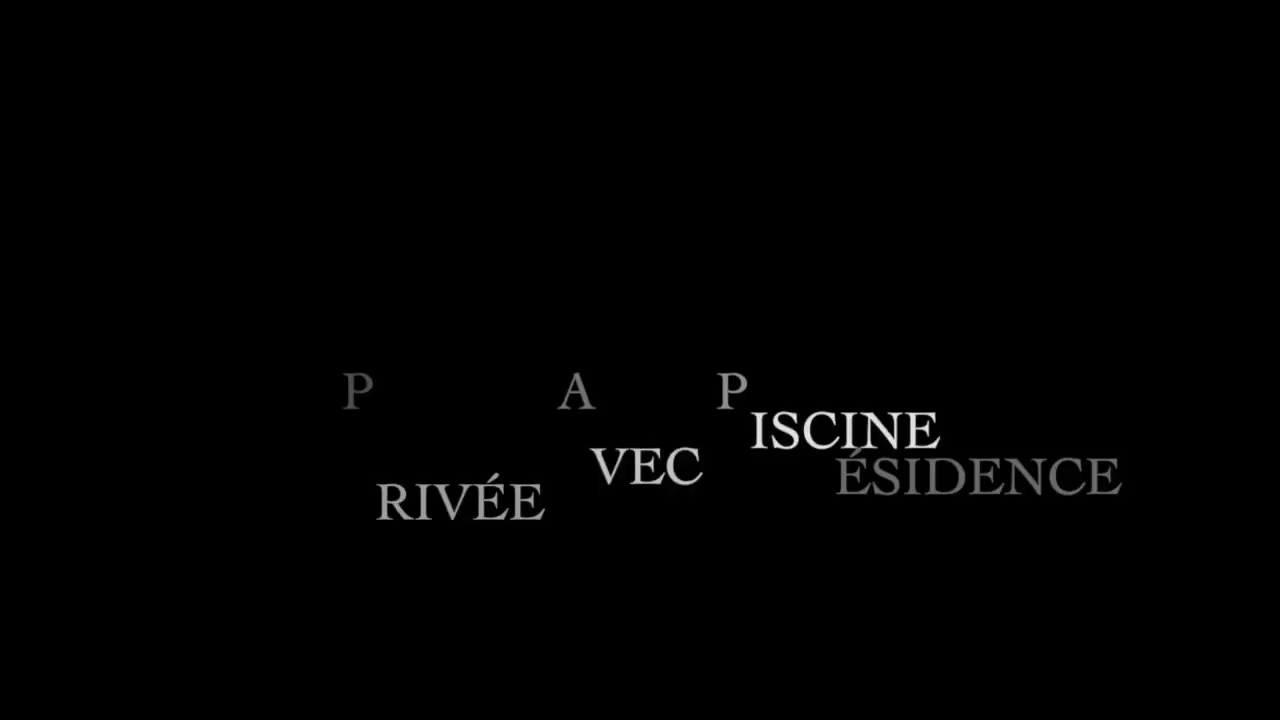 P A P
ISCINE
VEC
ÉSIDENCE
RIVÉE